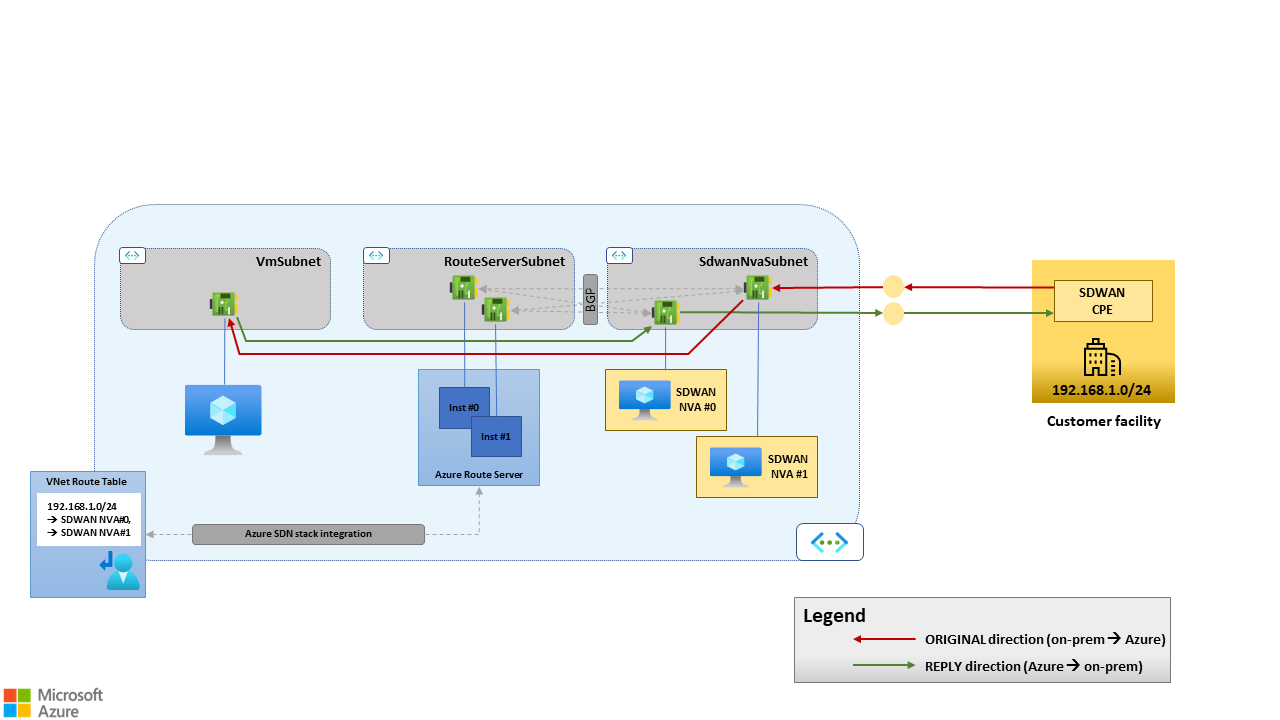 VmSubnet
RouteServerSubnet
SdwanNvaSubnet
BGP
SDWAN
CPE
192.168.1.0/24
Customer facility
Inst #0
Inst #1
Azure Route Server
SDWAN
NVA #0
SDWAN
NVA #1
VNet Route Table
192.168.1.0/24
→ SDWAN NVA#0,
→ SDWAN NVA#1
Azure SDN stack integration
Legend
ORIGINAL direction (on-prem → Azure)
REPLY direction (Azure → on-prem)
Microsoft
Azure